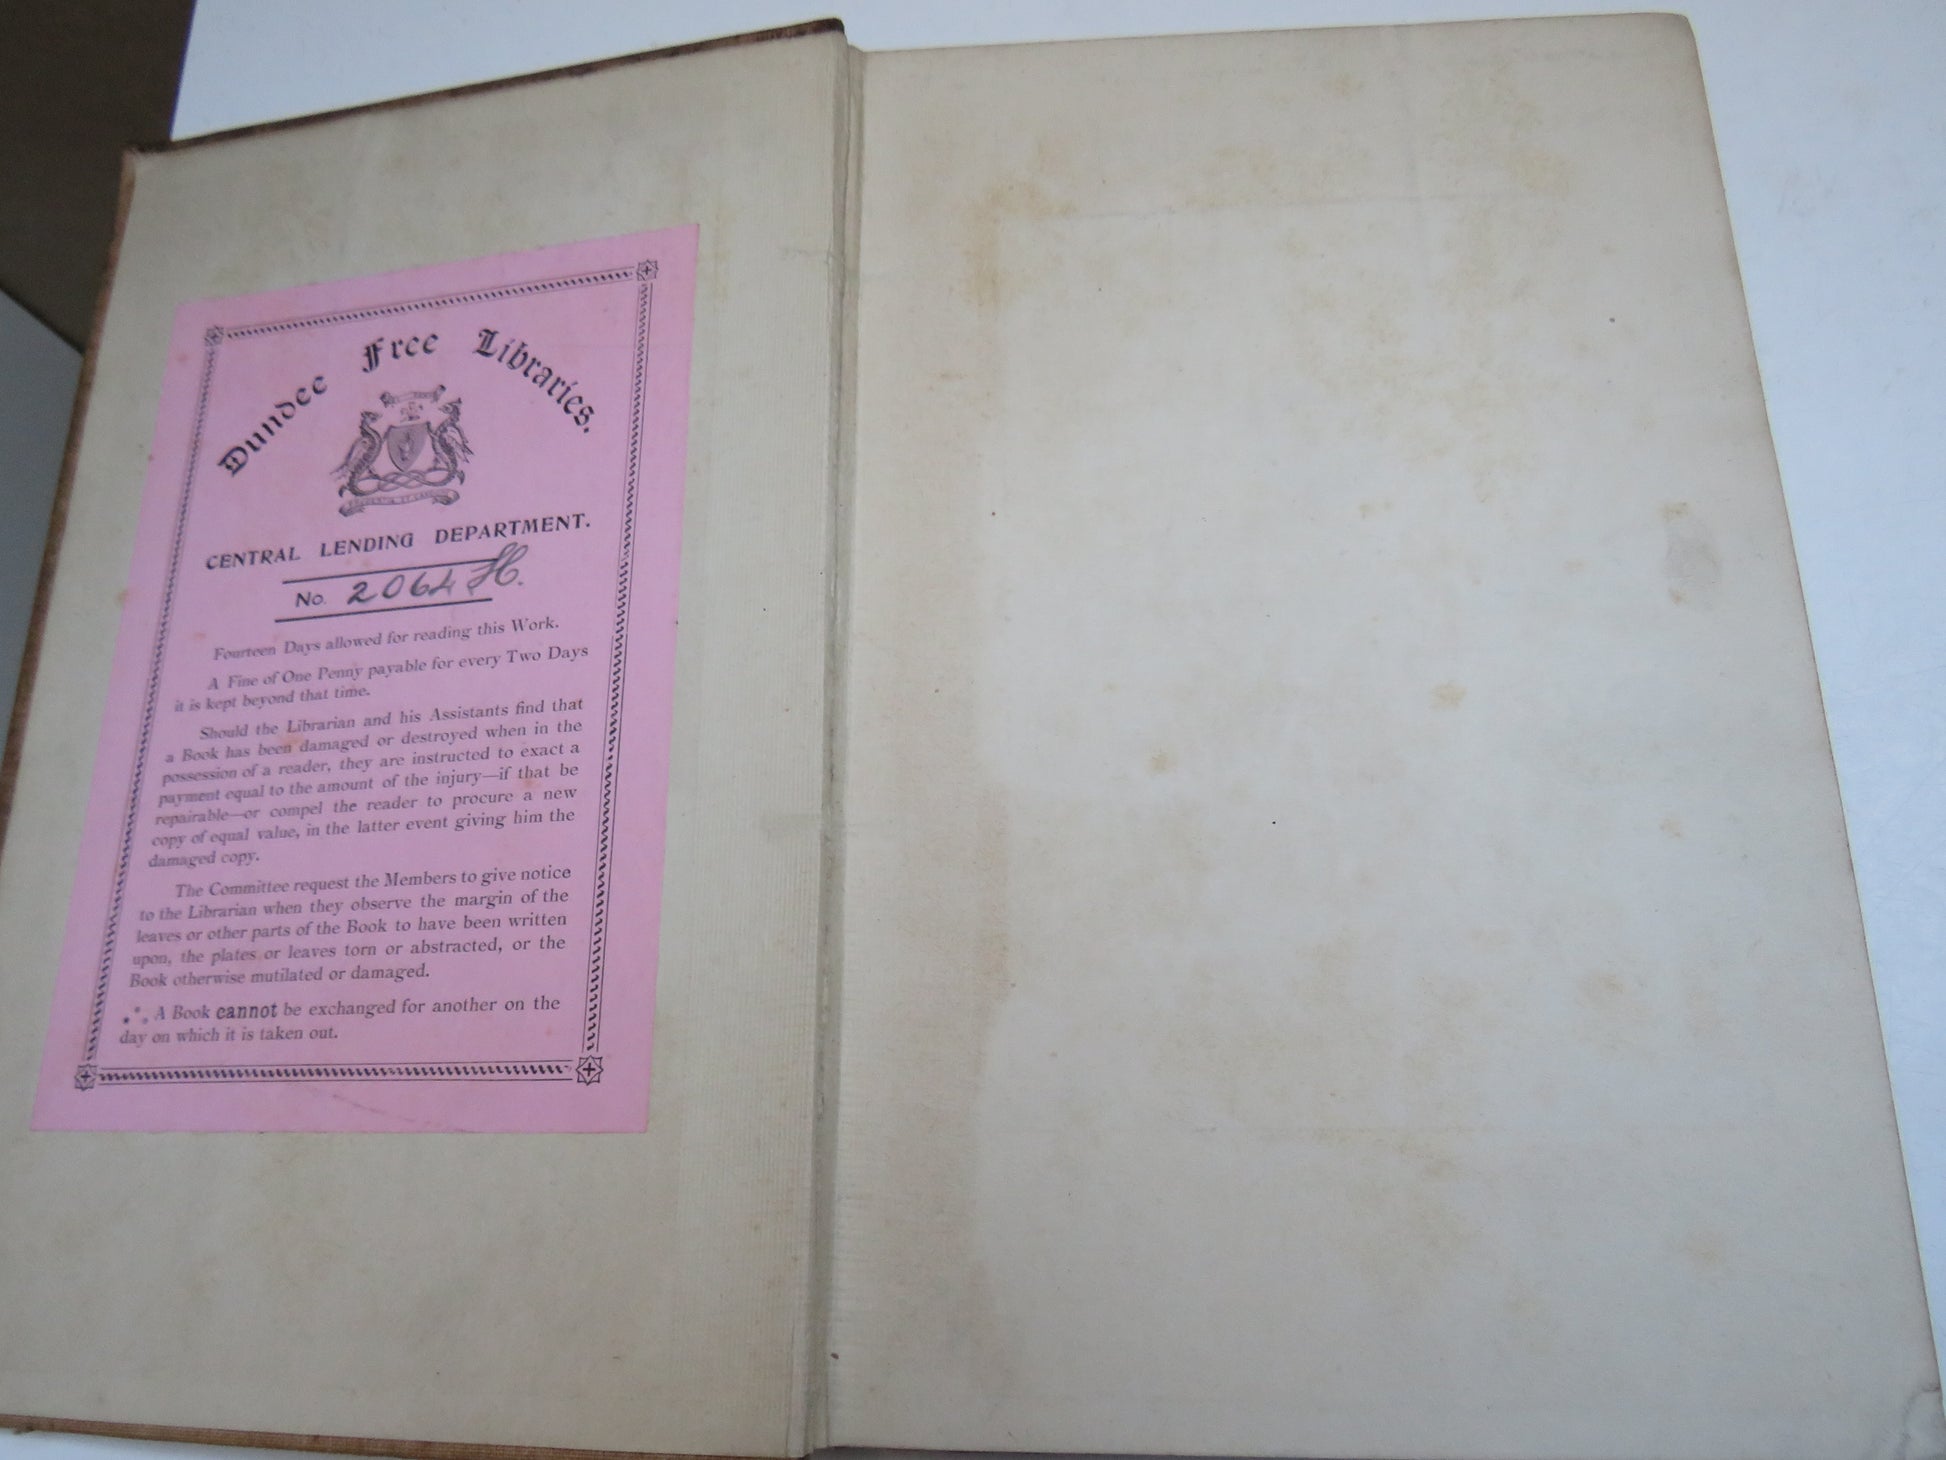 Dundee Free Libraries.
PRUDENTIA ET CANDORE
CENTRAL LENDING DEPARTMENT.
No. 2064 H.
Fourteen Days allowed for reading this Work.
A Fine of One Penny payable for every Two Days
it is kept beyond that time.
Should the Librarian and his Assistants find that
a Book has been damaged or destroyed when in the
possession of a reader, they are instructed to exact a
payment equal to the amount of the injury—if that be
repairable—or compel the reader to procure a new
copy of equal value, in the latter event giving him the
damaged copy.
The Committee request the Members to give notice
to the Librarian when they observe the margin of the
leaves or other parts of the Book to have been written
upon, the plates or leaves torn or abstracted, or the
Book otherwise mutilated or damaged.
⁂ A Book cannot be exchanged for another on the
day on which it is taken out.